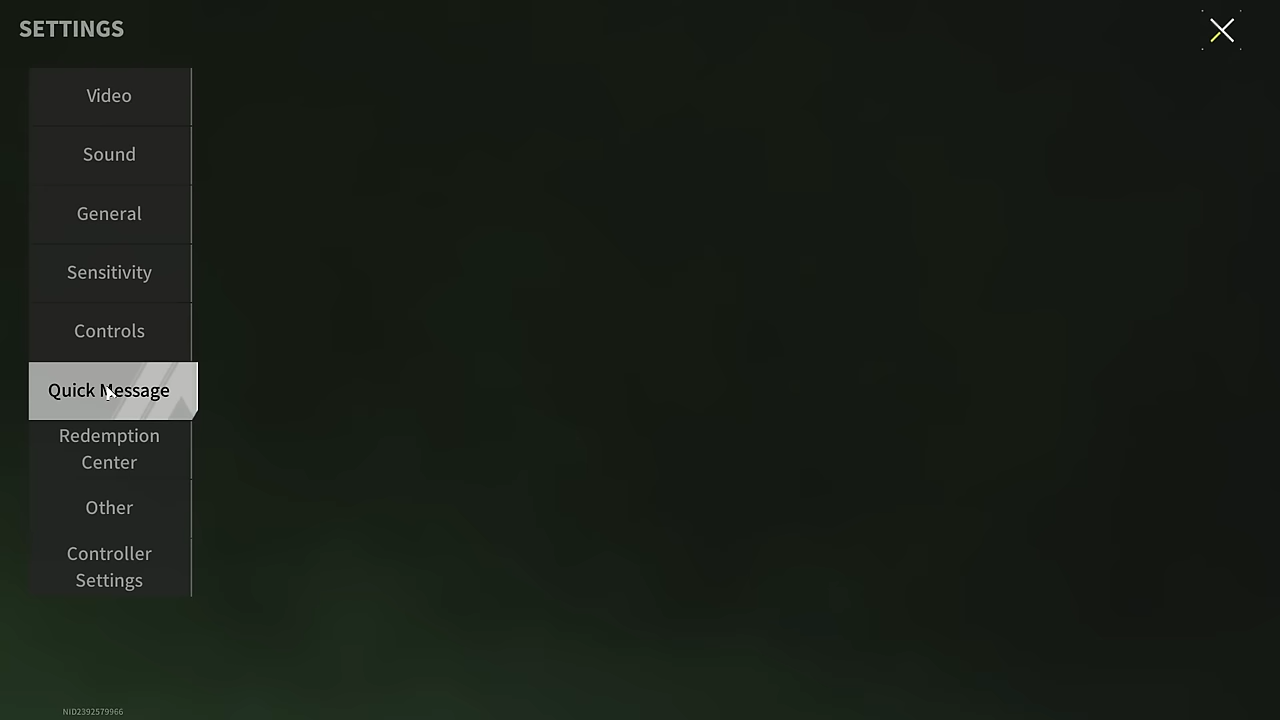 SETTINGS
Video
Sound
General
Sensitivity
Controls
Quick Message
Redemption
Center
Other
Controller
Settings
NID2392579966